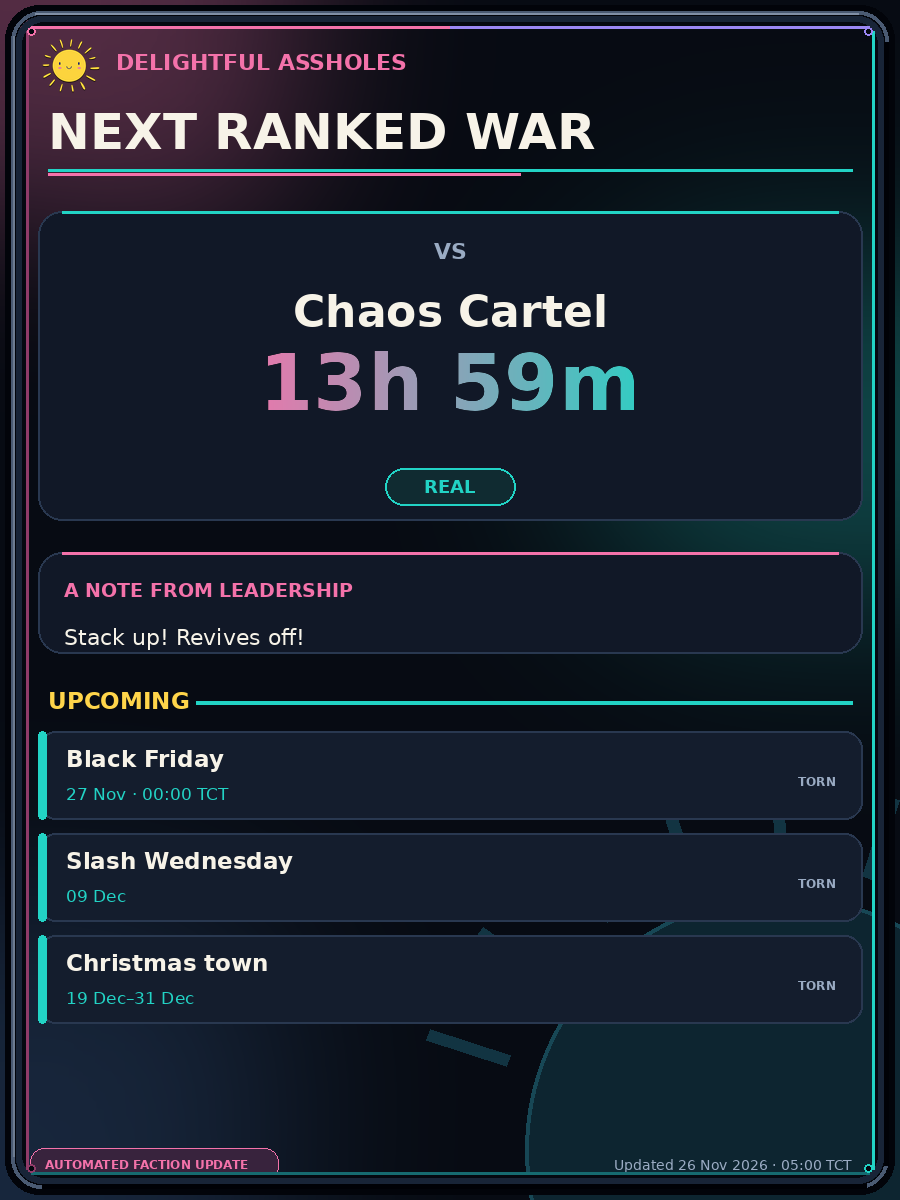 DELIGHTFUL ASSHOLES
NEXT RANKED WAR
VS
Chaos Cartel
13h 59m
REAL
A NOTE FROM LEADERSHIP
Stack up! Revives off!
UPCOMING
Black Friday
27 Nov · 00:00 TCT
TORN
Slash Wednesday
09 Dec
TORN
Christmas town
19 Dec–31 Dec
TORN
AUTOMATED FACTION UPDATE
Updated 26 Nov 2026 · 05:00 TCT